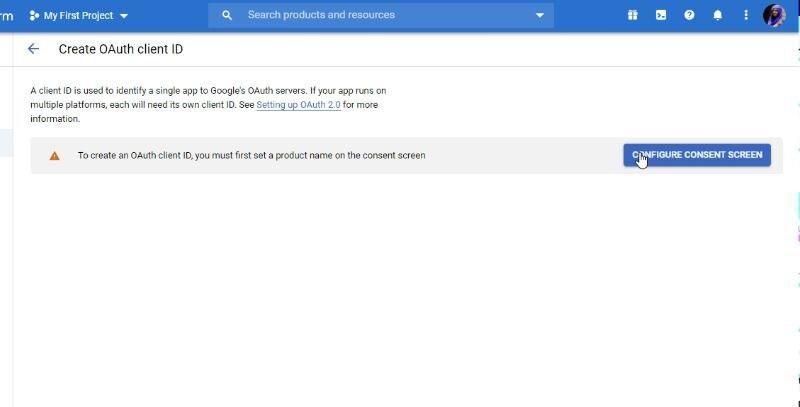 rm My First Project Search products and resources
Create OAuth client ID
A client ID is used to identify a single app to Google's OAuth servers. If your app runs on
multiple platforms, each will need its own client ID. See Setting up OAuth 2.0 for more
information.
To create an OAuth client ID, you must first set a product name on the consent screen CONFIGURE CONSENT SCREEN